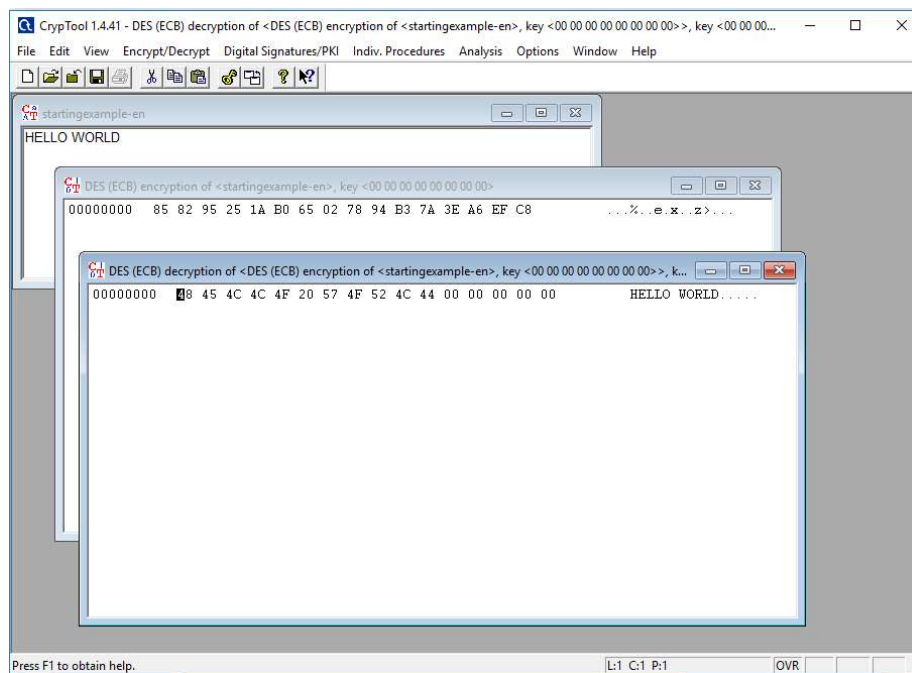 CrypTool 1.4.41 - DES (ECB) decryption of <DES (ECB) encryption of <startingexample-en>, key <00 00 00 00 00 00 00 00>>, key <00 00 00...
File Edit View Encrypt/Decrypt Digital Signatures/PKI Indiv. Procedures Analysis Options Window Help
startingexample-en
HELLO WORLD
DES (ECB) encryption of <startingexample-en>, key <00 00 00 00 00 00 00 00>
00000000 85 82 95 25 1A B0 65 02 78 94 B3 7A 3E A6 EF C8 ...%..e.x..z>...
DES (ECB) decryption of <DES (ECB) encryption of <startingexample-en>, key <00 00 00 00 00 00 00 00>>, k...
00000000 48 45 4C 4C 4F 20 57 4F 52 4C 44 00 00 00 00 00 HELLO WORLD.....
Press F1 to obtain help. L:1 C:1 P:1 OVR